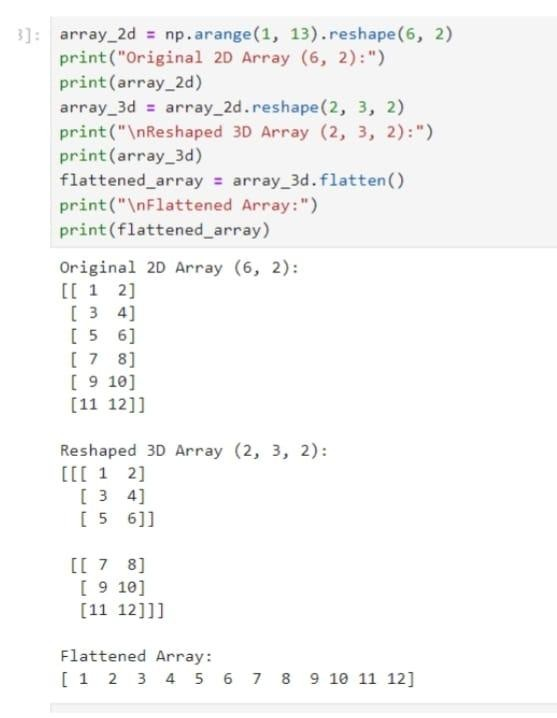 3]:
array_2d = np.arange(1, 13).reshape(6, 2)
print("Original 2D Array (6, 2):")
print(array_2d)
array_3d = array_2d.reshape(2, 3, 2)
print("\nReshaped 3D Array (2, 3, 2):")
print(array_3d)
flattened_array = array_3d.flatten()
print("\nFlattened Array:")
print(flattened_array)
Original 2D Array (6, 2):
[[ 1  2]
 [ 3  4]
 [ 5  6]
 [ 7  8]
 [ 9 10]
 [11 12]]
Reshaped 3D Array (2, 3, 2):
[[[ 1  2]
  [ 3  4]
  [ 5  6]]
 [[ 7  8]
  [ 9 10]
  [11 12]]]
Flattened Array:
[ 1  2  3  4  5  6  7  8  9 10 11 12]